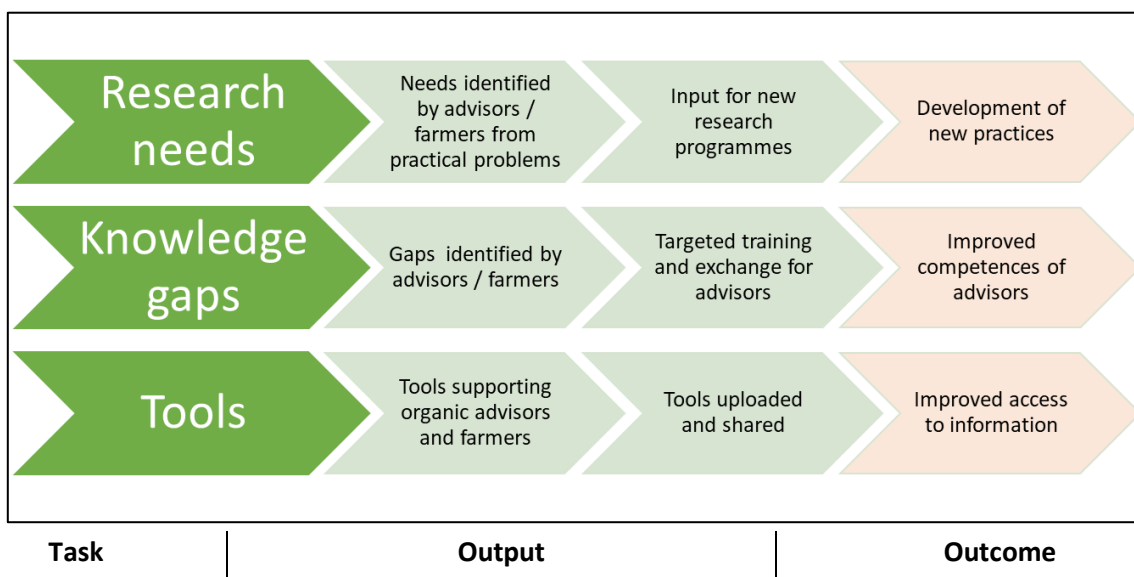 Research
needs
Needs identified
by advisors /
farmers from
practical problems
Input for new
research
programmes
Development of
new practices
Knowledge
gaps
Gaps identified by
advisors / farmers
Targeted training
and exchange for
advisors
Improved
competences of
advisors
Tools
Tools supporting
organic advisors
and farmers
Tools uploaded
and shared
Improved access
to information
Task
Output
Outcome